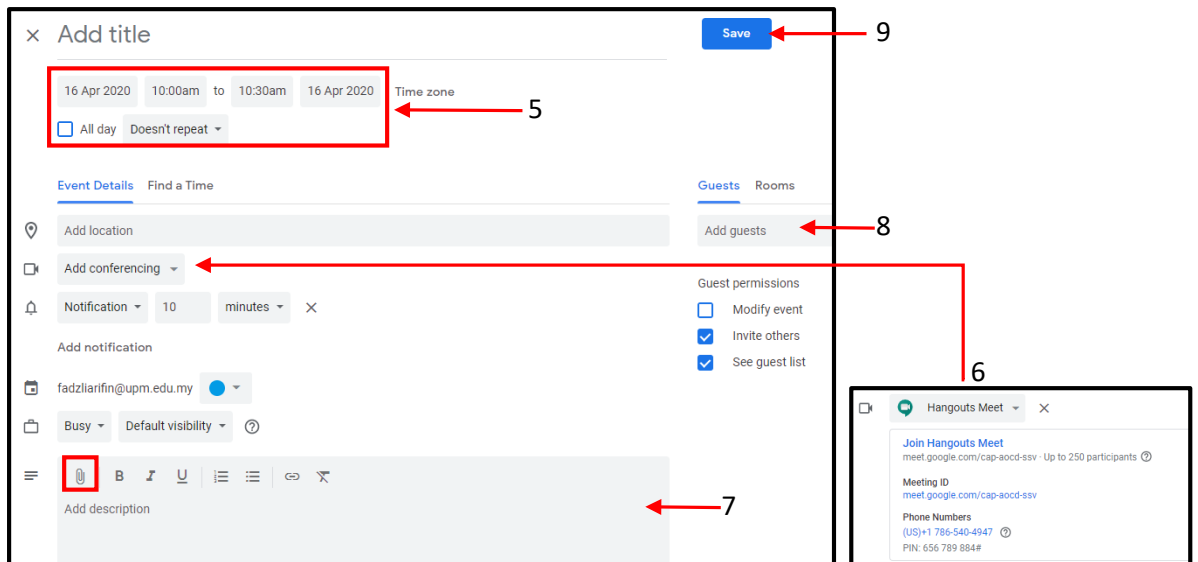 Add title
Save
9
16 Apr 2020 10:00am to 10:30am 16 Apr 2020 Time zone
5
All day Doesn't repeat
Event Details Find a Time
Guests Rooms
Add location
Add guests
8
Add conferencing
Guest permissions
Notification 10 minutes
Modify event
Invite others
Add notification
See guest list
6
fadzliarifin@upm.edu.my
Busy Default visibility
B I U
Add description
7
Hangouts Meet
Join Hangouts Meet
meet.google.com/cap-aocd-ssv · Up to 250 participants
Meeting ID
meet.google.com/cap-aocd-ssv
Phone Numbers
(US)+1 786-540-4947
PIN: 656 789 884#